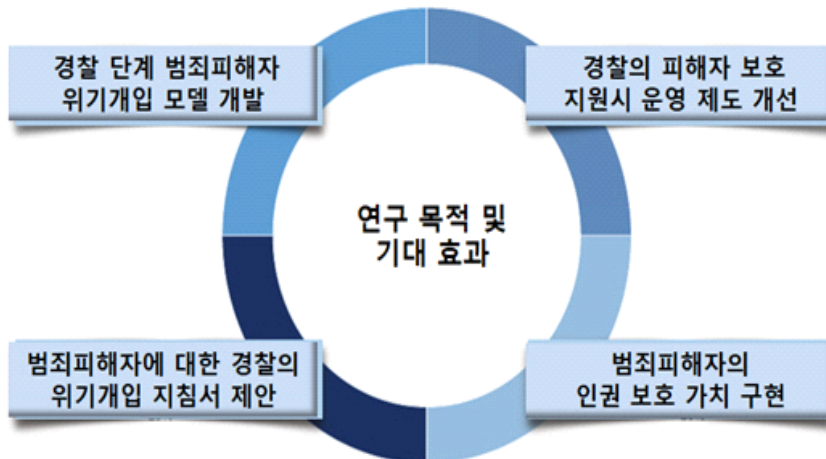 경찰 단계 범죄피해자
위기개입 모델 개발
경찰의 피해자 보호
지원시 운영 제도 개선
연구 목적 및
기대 효과
범죄피해자에 대한 경찰의
위기개입 지침서 제안
범죄피해자의
인권 보호 가치 구현